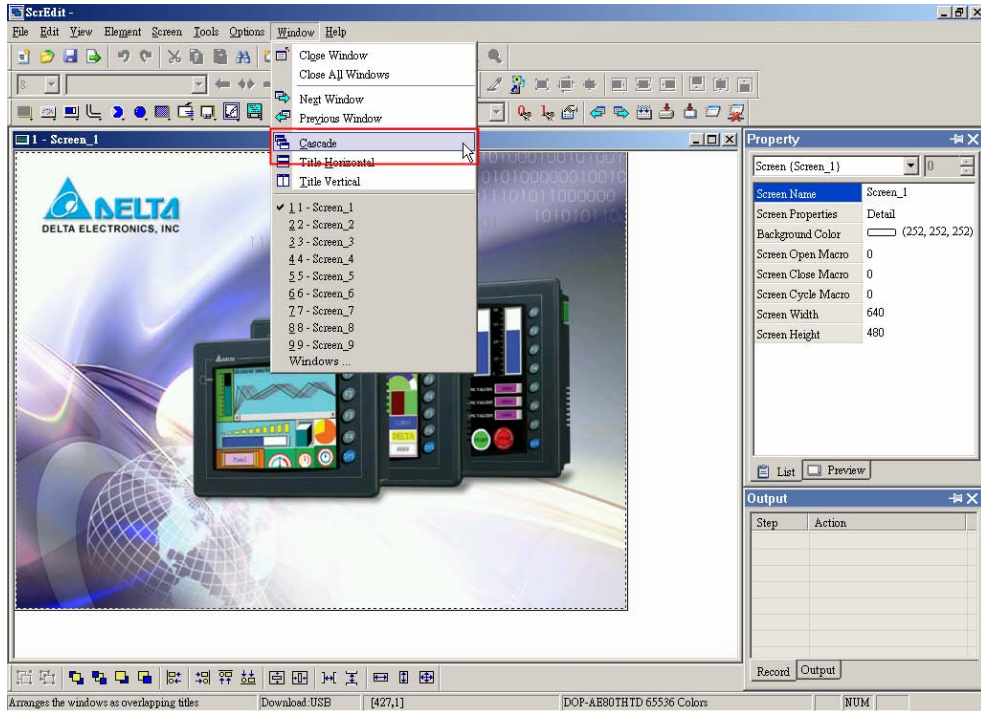 ScrEdit -
File Edit View Element Screen Tools Options Window Help
Close Window
Close All Windows
Next Window
Previous Window
Cascade
Title Horizontal
Title Vertical
1 1 - Screen_1
2 2 - Screen_2
3 3 - Screen_3
4 4 - Screen_4
5 5 - Screen_5
6 6 - Screen_6
7 7 - Screen_7
8 8 - Screen_8
9 9 - Screen_9
Windows ...
8
1 - Screen_1
DELTA
DELTA ELECTRONICS, INC
Property
Screen {Screen_1}
0
Screen Name Screen_1
Screen Properties Detail
Background Color (252, 252, 252)
Screen Open Macro 0
Screen Close Macro 0
Screen Cycle Macro 0
Screen Width 640
Screen Height 480
List Preview
Output
Step Action
Record Output
Arranges the windows as overlapping titles Download:USB [427,1] DOP-AE80THTD 65536 Colors NUM